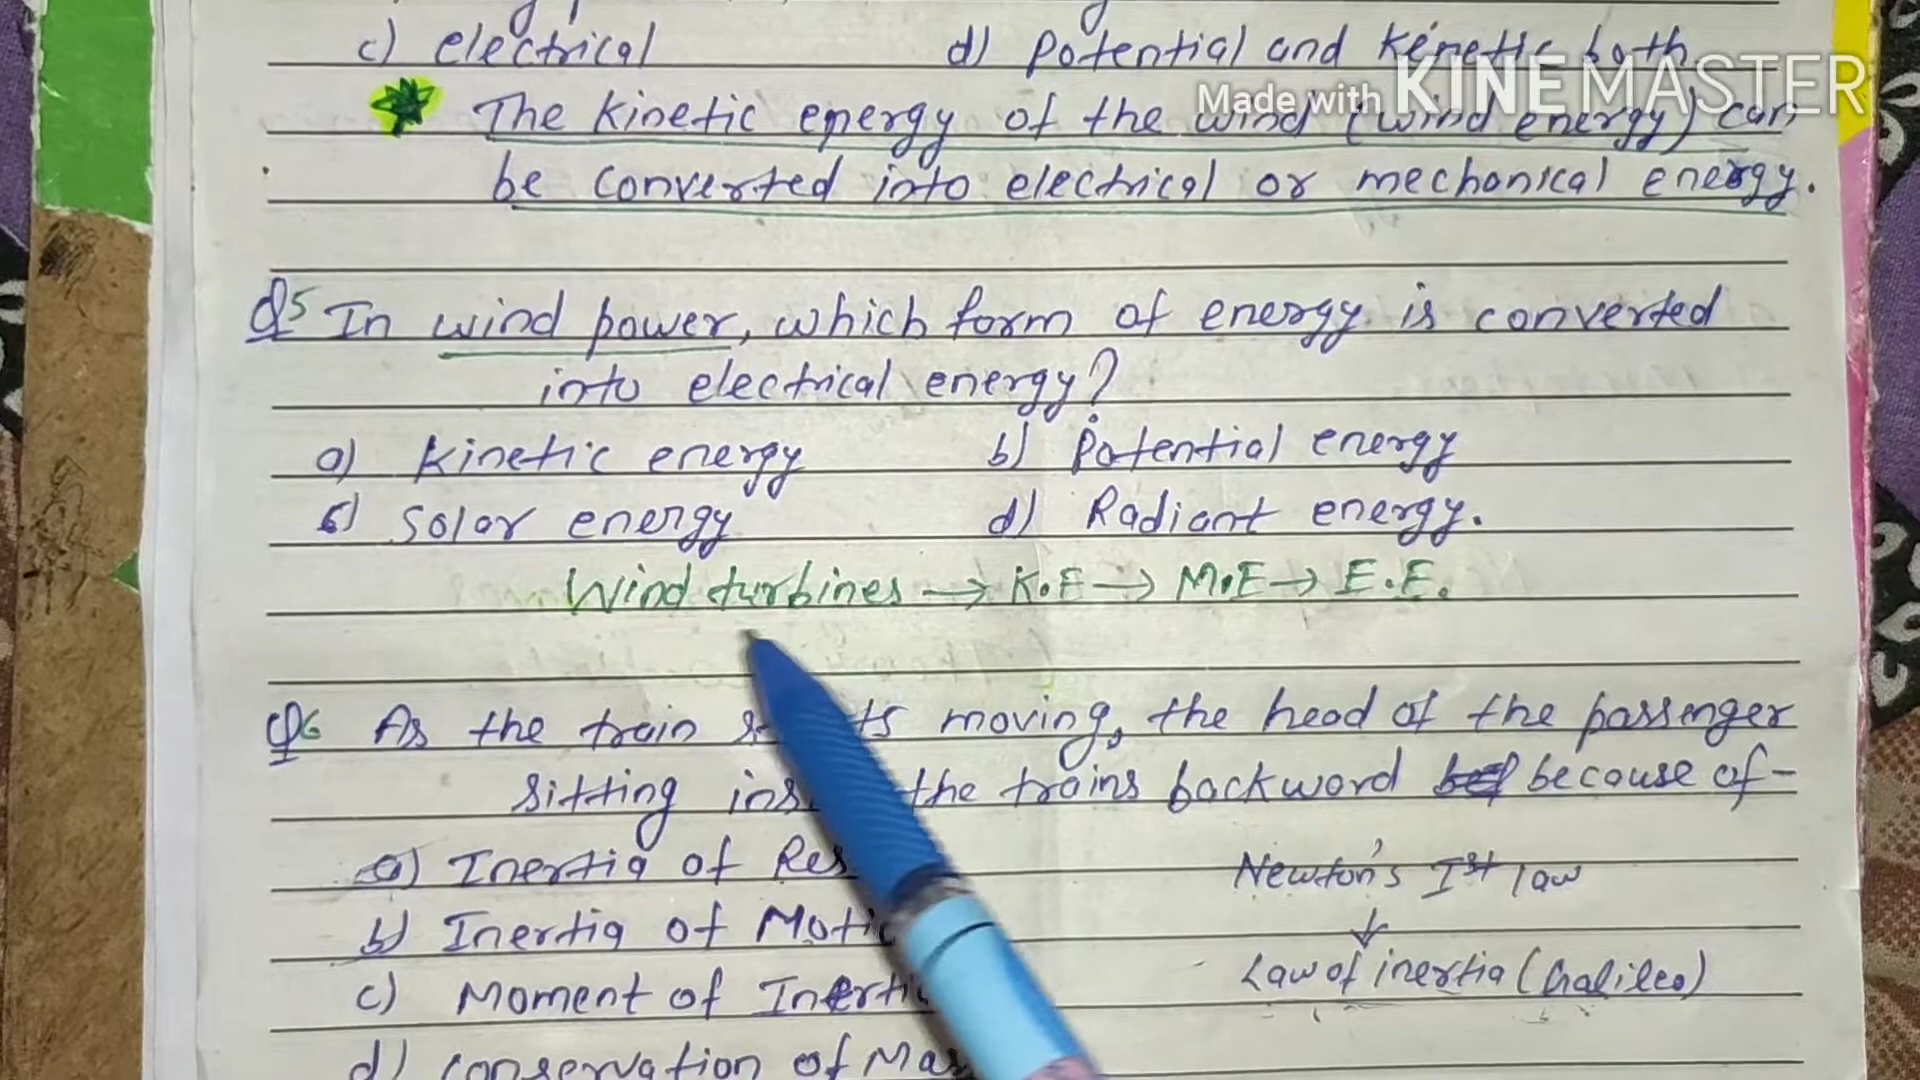 c) electrical d) Potential and Kenetic both
Made with KINEMASTER
The Kinetic energy of the wind (wind energy) can
be converted into electrical or mechanical energy.
Q5 In wind power, which form of energy is converted
into electrical energy?
a) Kinetic energy b) Potential energy
c) Solar energy d) Radiant energy.
Wind turbines → K.E → M.E → E.E.
Q6 As the train moving, the head of the passenger
sitting the trains backward because of-
a) Inertia of
b) Inertia of
c) Moment of
d) conservation of
Newton's Ist law
↓
Law of inertia (Galileo)